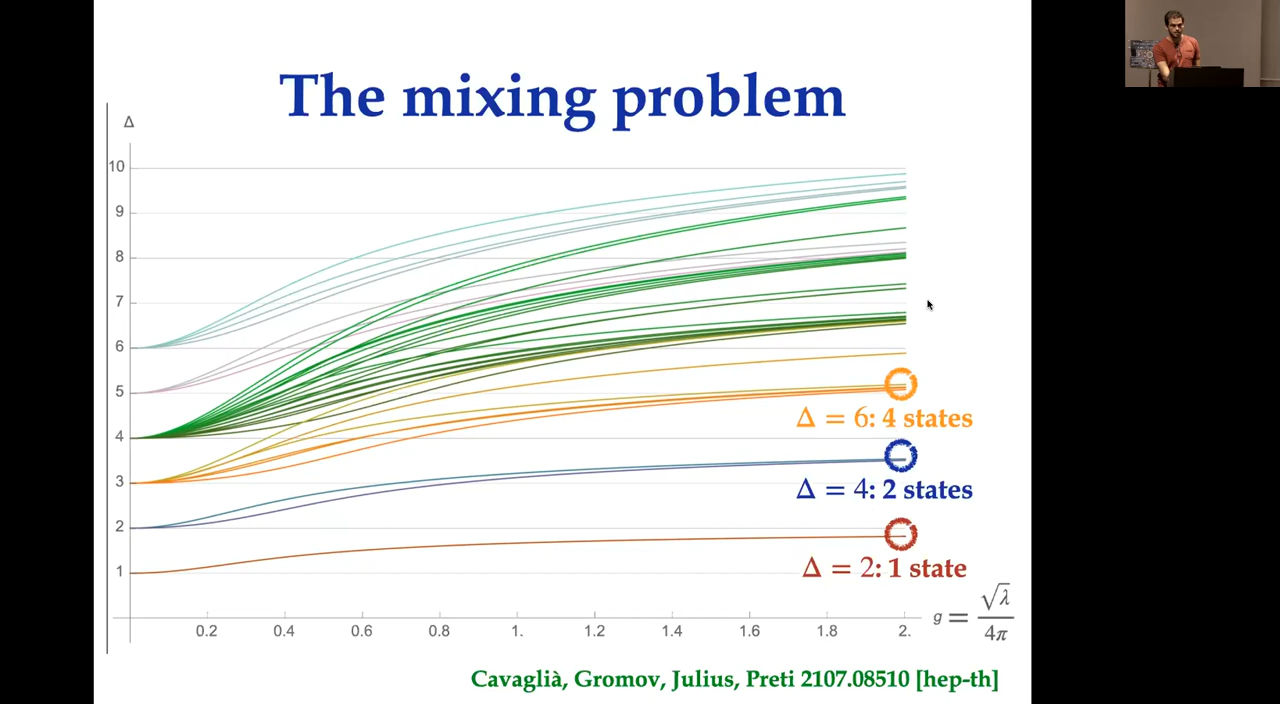 The mixing problem
Δ
10
9
8
7
6
5
4
3
2
1
Δ = 6: 4 states
Δ = 4: 2 states
Δ = 2: 1 state
0.2 0.4 0.6 0.8 1. 1.2 1.4 1.6 1.8 2.
g = √λ / 4π
Cavaglià, Gromov, Julius, Preti 2107.08510 [hep-th]